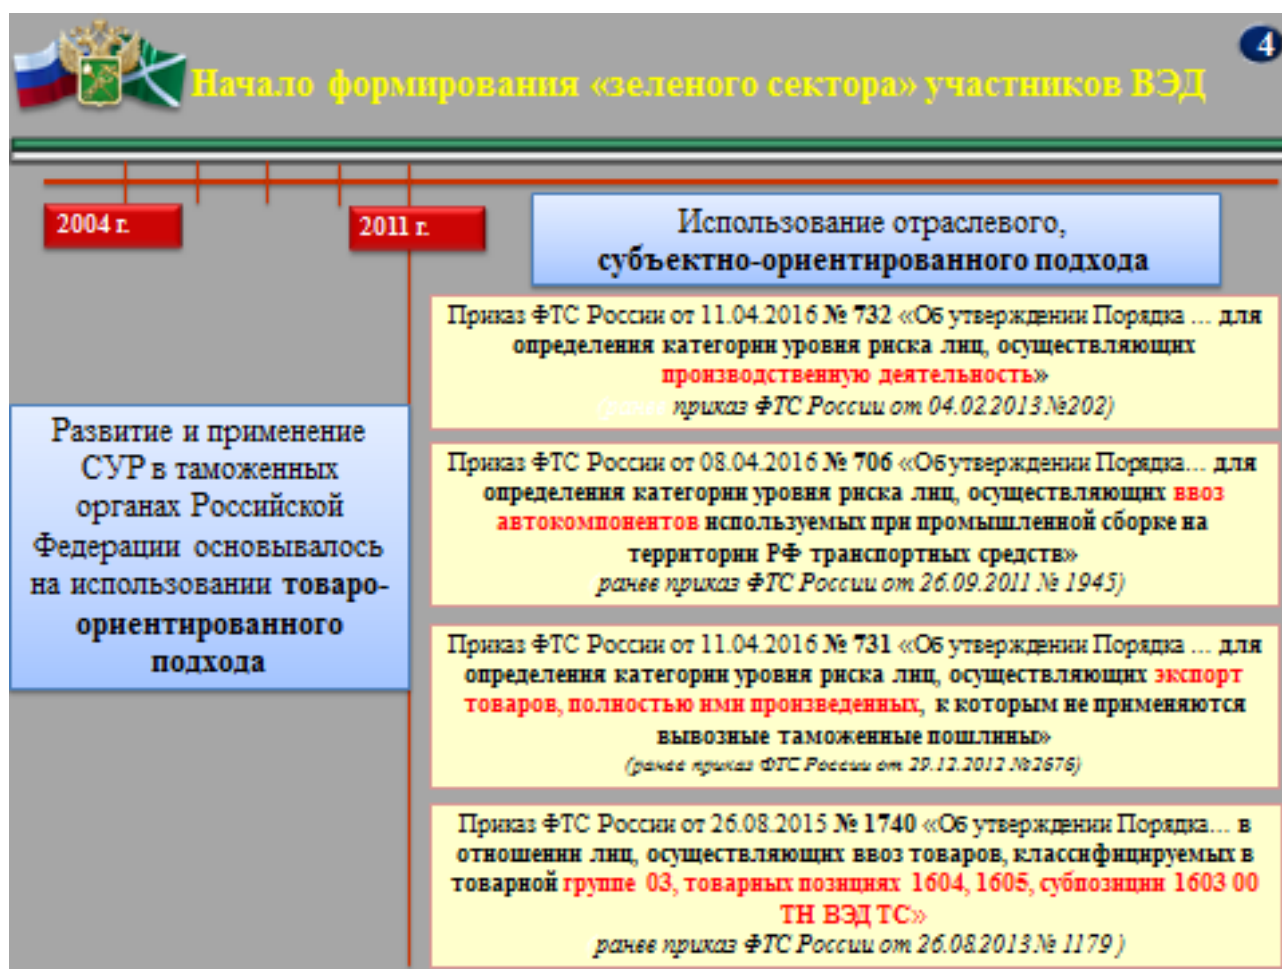 4
Начало формирования «зеленого сектора» участников ВЭД
2004 г.
2011 г.
Использование отраслевого,
субъектно-ориентированного подхода
Развитие и применение
СУР в таможенных
органах Российской
Федерации основывалось
на использовании товаро-
ориентированного
подхода
Приказ ФТС России от 11.04.2016 № 732 «Об утверждении Порядка ... для
определения категории уровня риска лиц, осуществляющих
производственную деятельность»
(ранее приказ ФТС России от 04.02.2013 №202)
Приказ ФТС России от 08.04.2016 № 706 «Об утверждении Порядка... для
определения категории уровня риска лиц, осуществляющих ввоз
автокомпонентов используемых при промышленной сборке на
территории РФ транспортных средств»
ранее приказ ФТС России от 26.09.2011 № 1945)
Приказ ФТС России от 11.04.2016 № 731 «Об утверждении Порядка ... для
определения категории уровня риска лиц, осуществляющих экспорт
товаров, полностью ими произведенных, к которым не применяются
вывозные таможенные пошлины»
(ранее приказ ФТС России от 29.12.2012 №2676)
Приказ ФТС России от 26.08.2015 № 1740 «Об утверждении Порядка... в
отношении лиц, осуществляющих ввоз товаров, классифицируемых в
товарной группе 03, товарных позициях 1604, 1605, субпозиции 1603 00
ТН ВЭД ТС»
ранее приказ ФТС России от 26.08.2013 № 1179 )